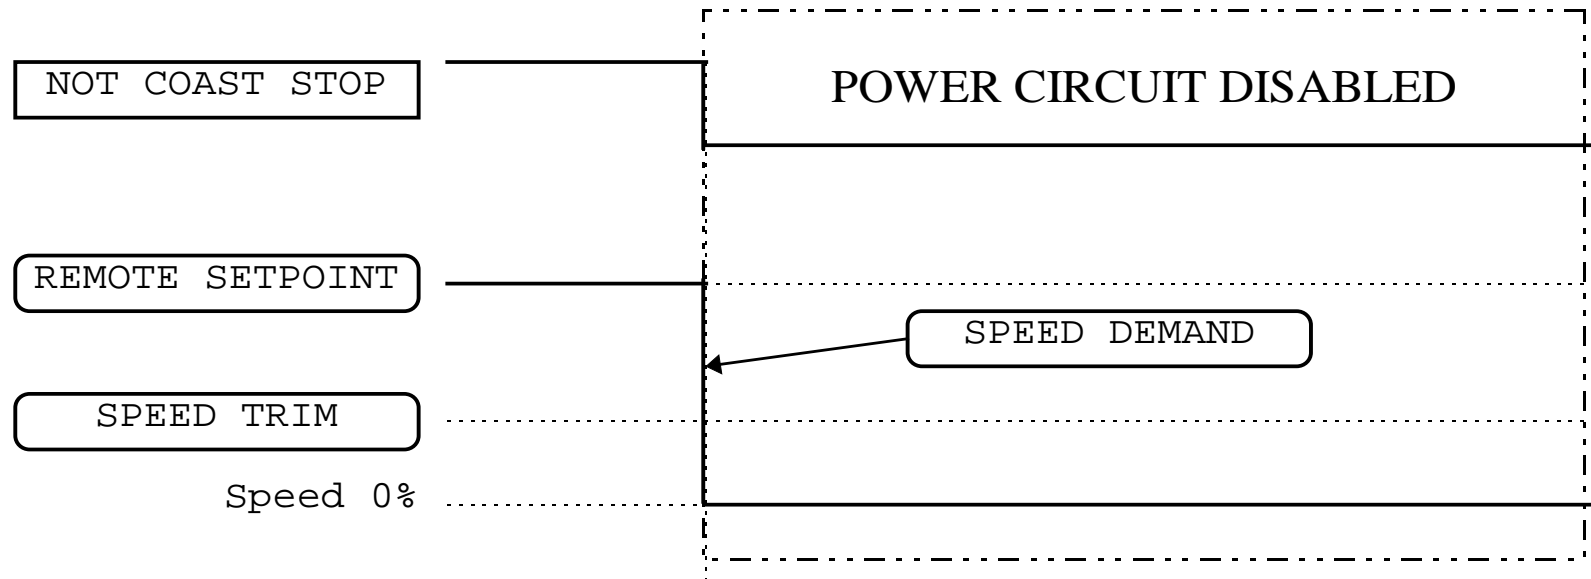 NOT COAST STOP
POWER CIRCUIT DISABLED
REMOTE SETPOINT
SPEED DEMAND
SPEED TRIM
Speed 0%